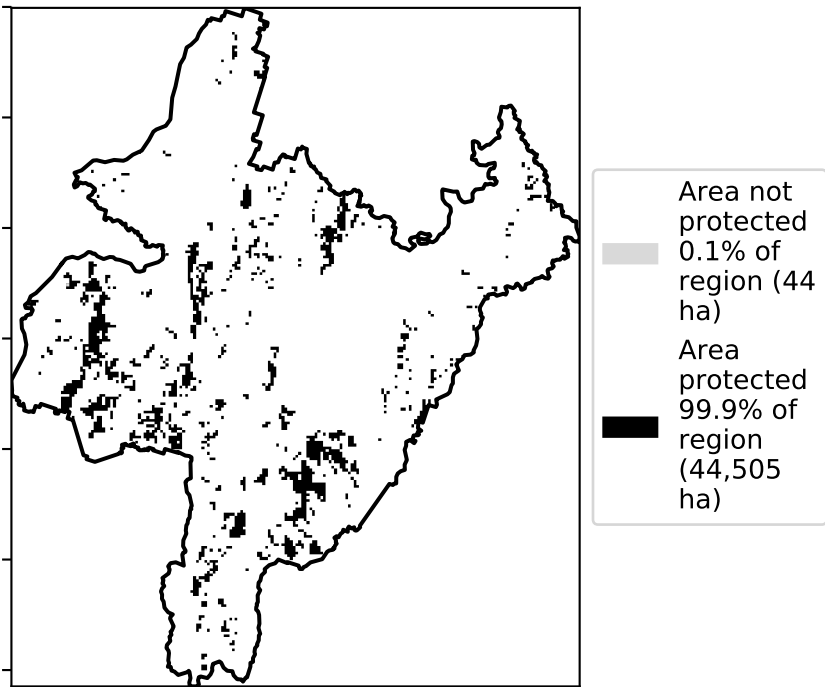 Area not
protected
0.1% of
region (44
ha)
Area
protected
99.9% of
region
(44,505
ha)